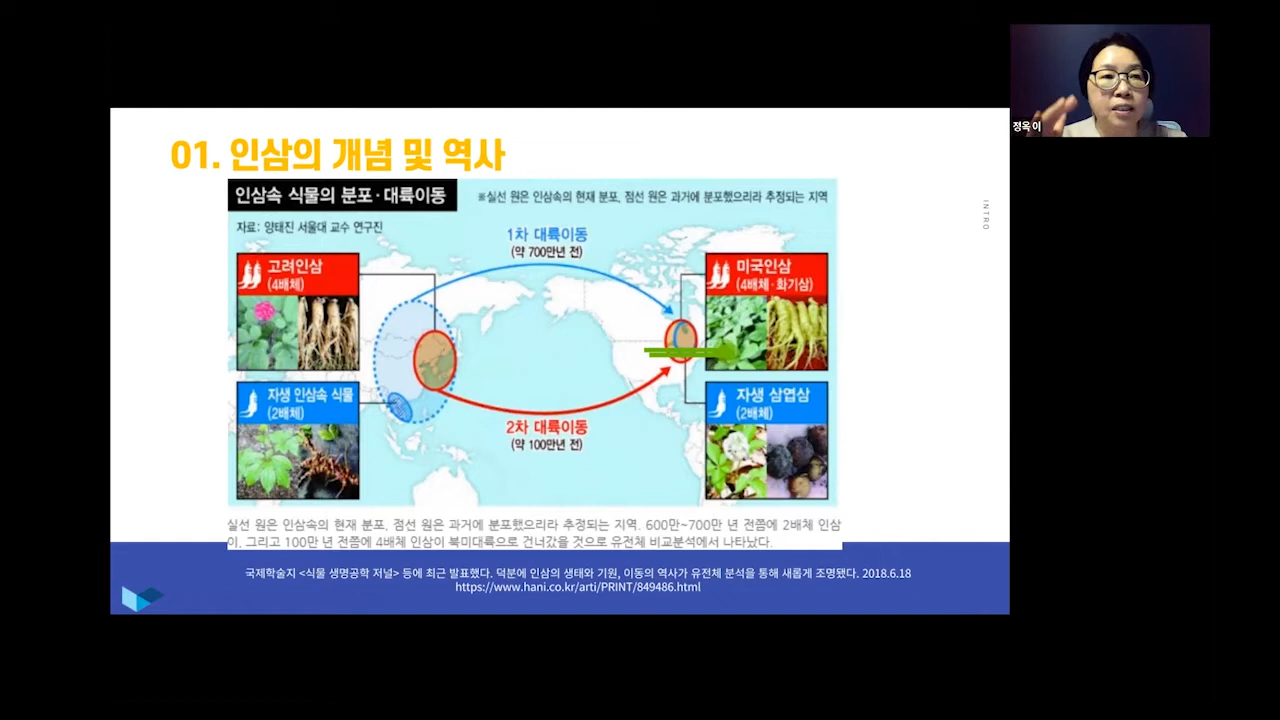 정옥 이
01. 인삼의 개념 및 역사
인삼속 식물의 분포·대륙이동
※실선 원은 인삼속의 현재 분포, 점선 원은 과거에 분포했으리라 추정되는 지역
INTRO
자료: 양태진 서울대 교수 연구진
1차 대륙이동
(약 700만년 전)
고려인삼
(4배체)
미국인삼
(4배체·화기삼)
자생 인삼속 식물
(2배체)
자생 삼엽삼
(2배체)
2차 대륙이동
(약 100만년 전)
실선 원은 인삼속의 현재 분포, 점선 원은 과거에 분포했으리라 추정되는 지역. 600만~700만 년 전쯤에 2배체 인삼
이, 그리고 100만 년 전쯤에 4배체 인삼이 북미대륙으로 건너갔을 것으로 유전체 비교분석에서 나타났다.
국제학술지 <식물 생명공학 저널> 등에 최근 발표했다. 덕분에 인삼의 생태와 기원, 이동의 역사가 유전체 분석을 통해 새롭게 조명됐다. 2018.6.18
https://www.hani.co.kr/arti/PRINT/849486.html